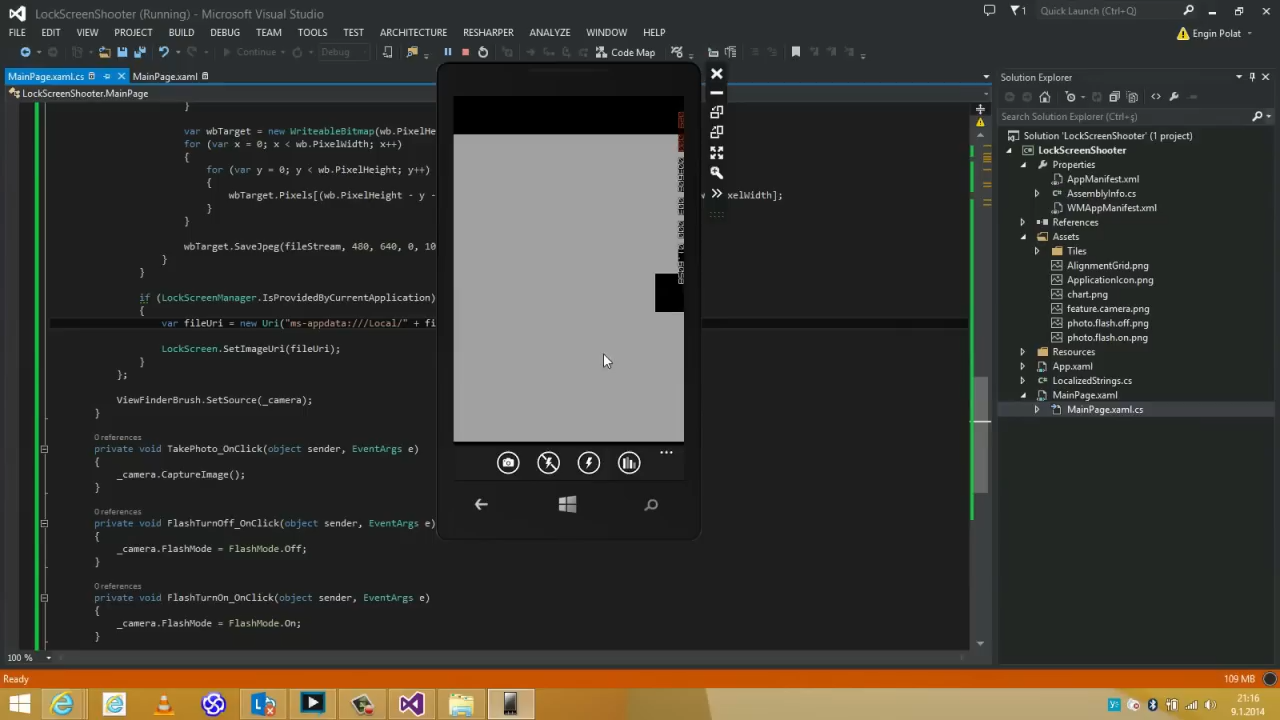 LockScreenShooter (Running) - Microsoft Visual Studio
1
Quick Launch (Ctrl+Q)
FILE EDIT VIEW PROJECT BUILD DEBUG TEAM TOOLS TEST ARCHITECTURE RESHARPER ANALYZE WINDOW HELP
Engin Polat
Continue
Debug
Code Map
MainPage.xaml.cs
MainPage.xaml
Solution Explorer
LockScreenShooter.MainPage
Search Solution Explorer (Ctrl+ş)
}
var wbTarget = new WriteableBitmap(wb.PixelHe
for (var x = 0; x < wb.PixelWidth; x++)
{
for (var y = 0; y < wb.PixelHeight; y++)
{
wbTarget.Pixels[(wb.PixelHeight - y - xelWidth];
}
}
wbTarget.SaveJpeg(fileStream, 480, 640, 0, 10
}
}
if (LockScreenManager.IsProvidedByCurrentApplication)
{
var fileUri = new Uri("ms-appdata:///Local/" + fi
LockScreen.SetImageUri(fileUri);
}
};
ViewFinderBrush.SetSource(_camera);
}
0 references
private void TakePhoto_OnClick(object sender, EventArgs e)
{
_camera.CaptureImage();
}
0 references
private void FlashTurnOff_OnClick(object sender, EventArgs e)
{
_camera.FlashMode = FlashMode.Off;
}
0 references
private void FlashTurnOn_OnClick(object sender, EventArgs e)
{
_camera.FlashMode = FlashMode.On;
}
Solution 'LockScreenShooter' (1 project)
LockScreenShooter
Properties
AppManifest.xml
AssemblyInfo.cs
WMAppManifest.xml
References
Assets
Tiles
AlignmentGrid.png
ApplicationIcon.png
chart.png
feature.camera.png
photo.flash.off.png
photo.flash.on.png
Resources
App.xaml
LocalizedStrings.cs
MainPage.xaml
MainPage.xaml.cs
100 %
Ready
109 MB
21:16
9.1.2014